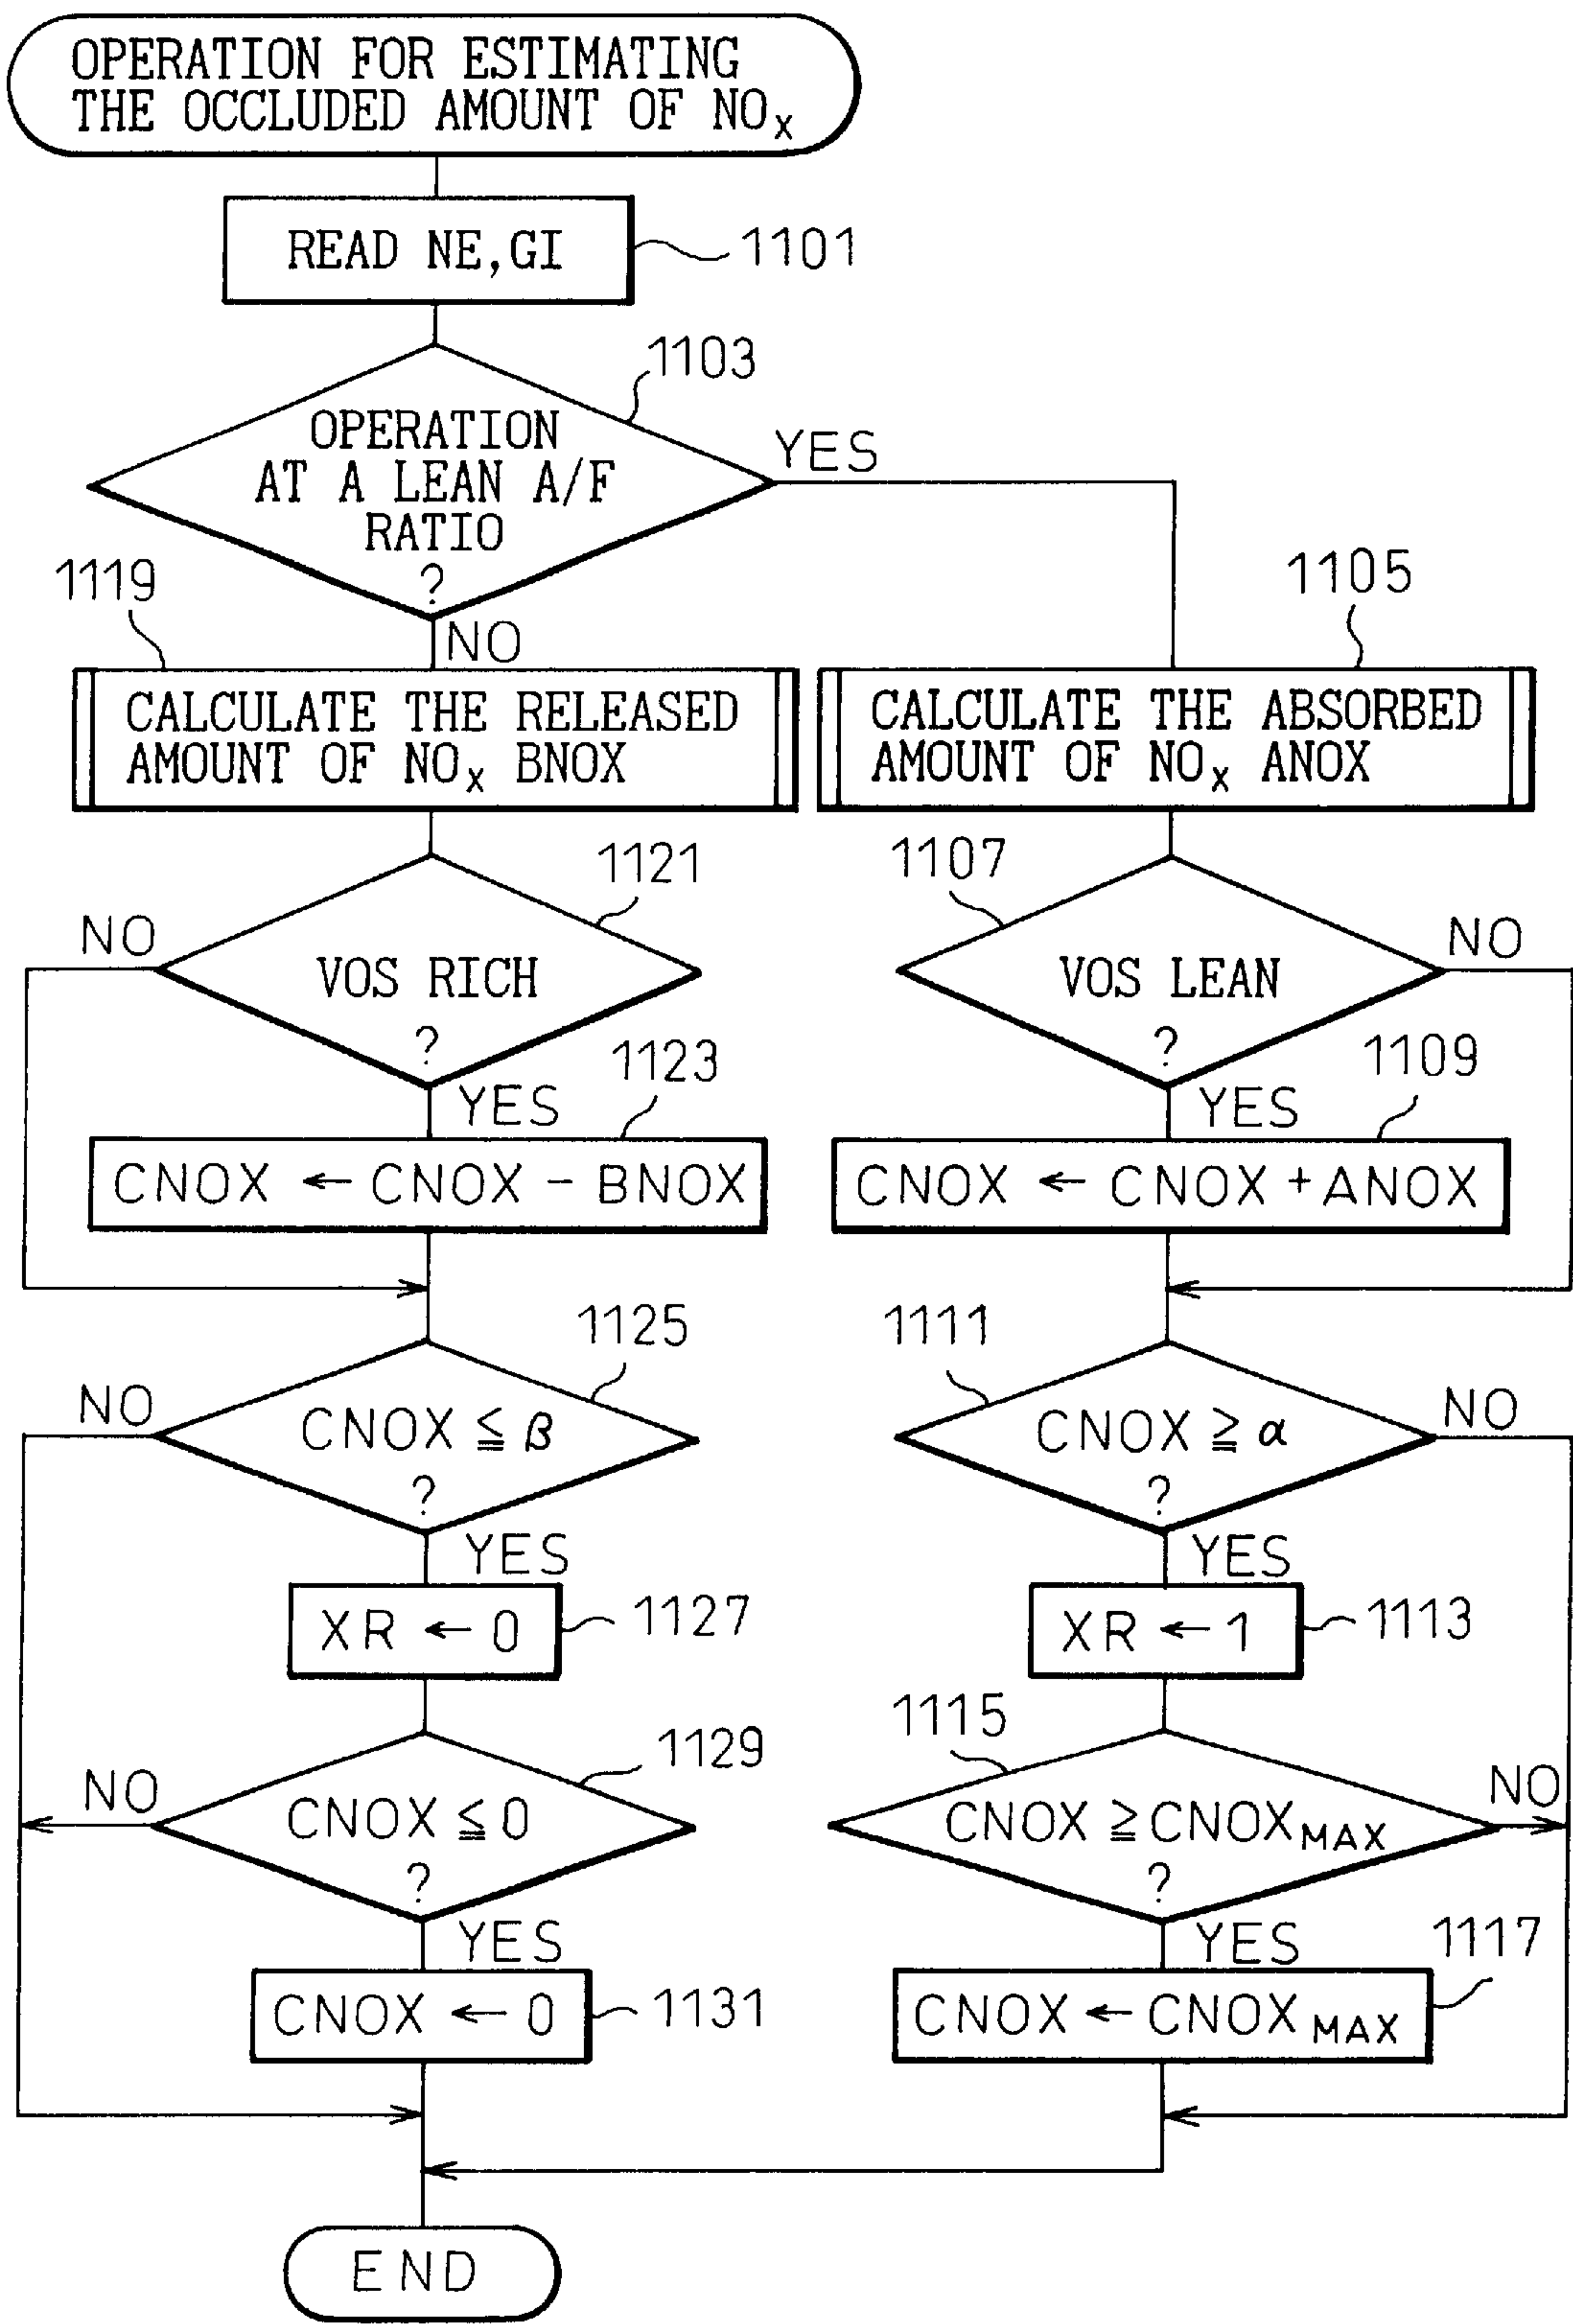 OPERATION FOR ESTIMATING
THE OCCLUDED AMOUNT OF NOX
READ NE,GI
1101
1103
OPERATION
AT A LEAN A/F
RATIO
?
YES
NO
1119
CALCULATE THE RELEASED
AMOUNT OF NOX BNOX
1105
CALCULATE THE ABSORBED
AMOUNT OF NOX ANOX
1121
NO
VOS RICH
?
YES
1107
NO
VOS LEAN
?
YES
1123
CNOX ← CNOX − BNOX
1109
CNOX ← CNOX + ANOX
1125
NO
CNOX ≦ β
?
YES
1111
NO
CNOX ≧ α
?
YES
XR ← 0
1127
XR ← 1
1113
1129
NO
CNOX ≦ 0
?
YES
1115
NO
CNOX ≧ CNOXMAX
?
YES
CNOX ← 0
1131
1117
CNOX ← CNOX MAX
END